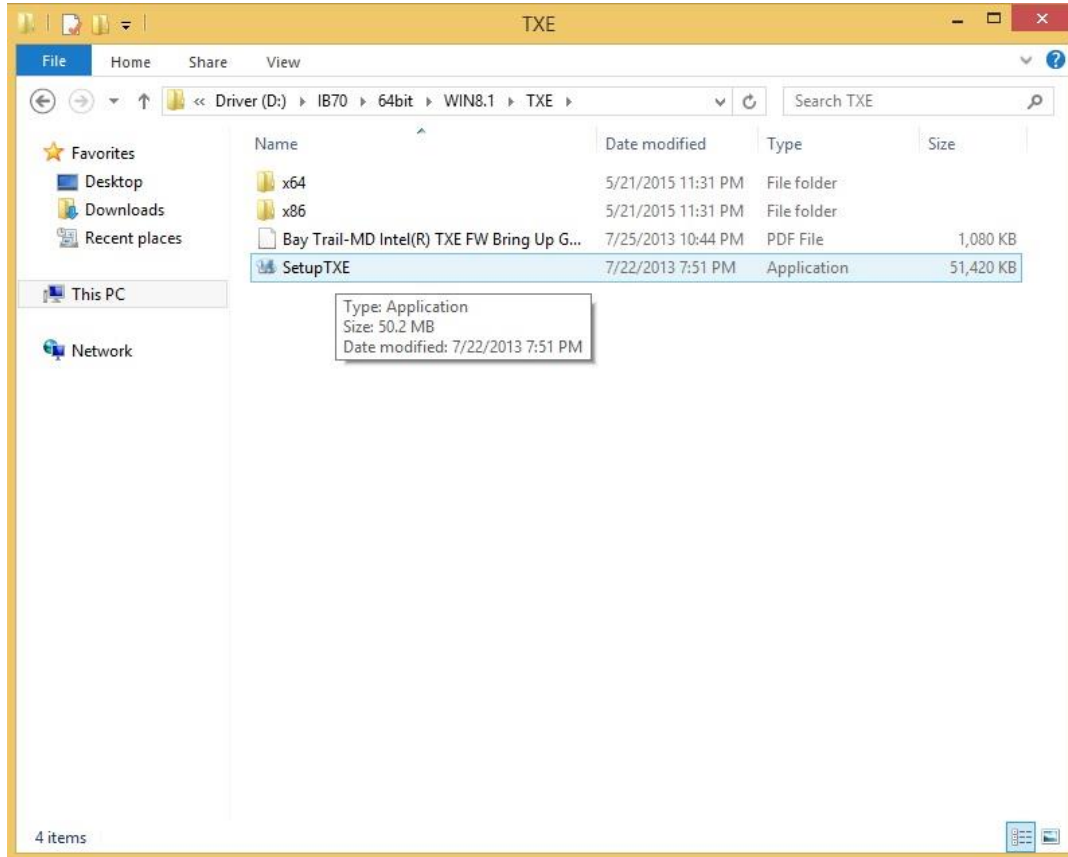 TXE
File Home Share View
« Driver (D:) IB70 64bit WIN8.1 TXE Search TXE
Name Date modified Type Size
Favorites
Desktop
Downloads
Recent places
This PC
Network
x64 5/21/2015 11:31 PM File folder
x86 5/21/2015 11:31 PM File folder
Bay Trail-MD Intel(R) TXE FW Bring Up G... 7/25/2013 10:44 PM PDF File 1,080 KB
SetupTXE 7/22/2013 7:51 PM Application 51,420 KB
Type: Application
Size: 50.2 MB
Date modified: 7/22/2013 7:51 PM
4 items